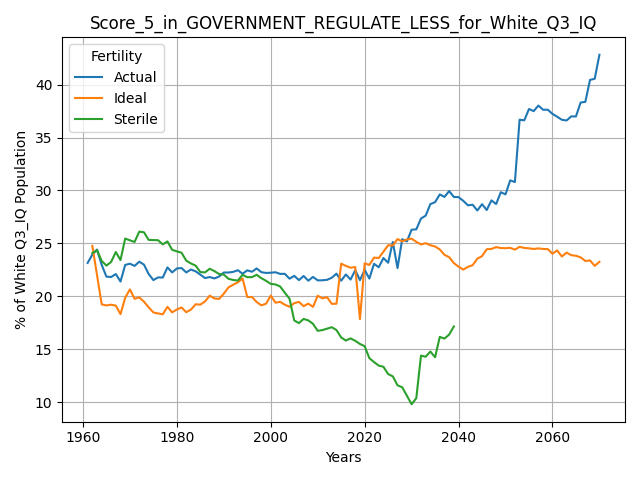 Score_5_in_GOVERNMENT_REGULATE_LESS_for_White_Q3_IQ
Fertility
Actual
Ideal
Sterile
% of White Q3_IQ Population
40
35
30
25
20
15
10
1960
1980
2000
2020
2040
2060
Years